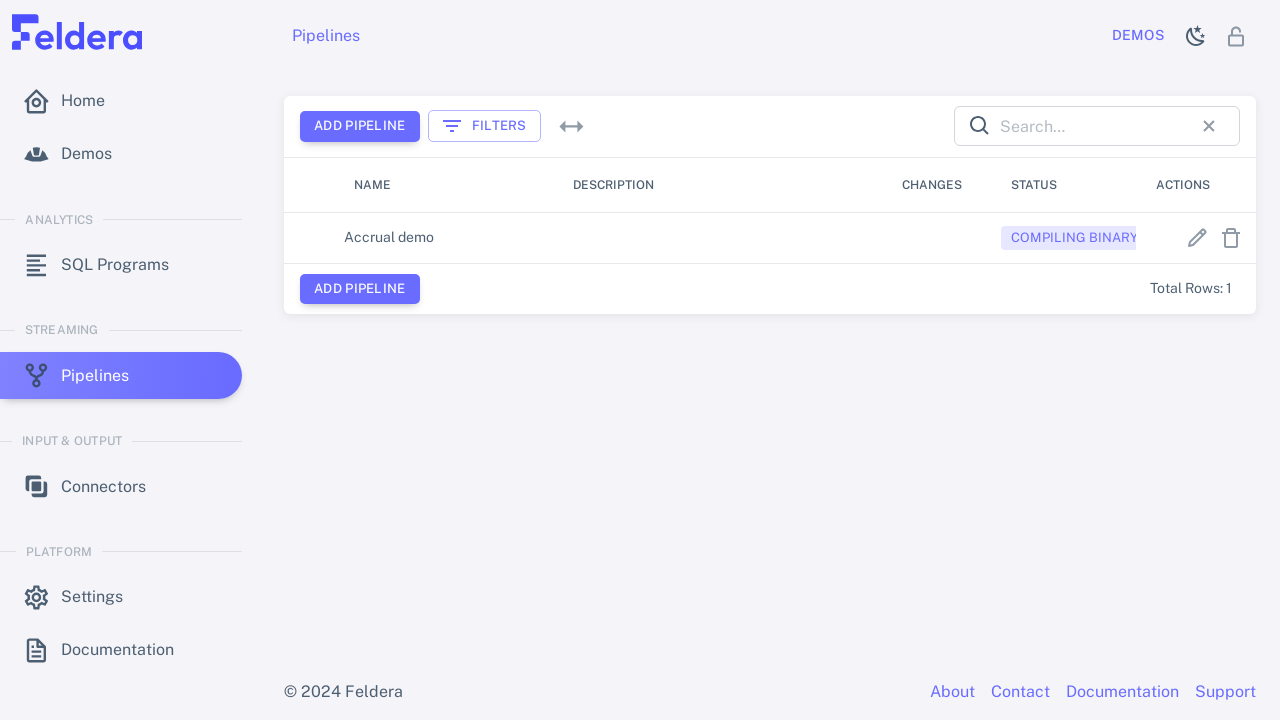 Feldera
Home
Demos
ANALYTICS
SQL Programs
STREAMING
Pipelines
INPUT & OUTPUT
Connectors
PLATFORM
Settings
Documentation
Pipelines
DEMOS
ADD PIPELINE
FILTERS
Search...
NAME
DESCRIPTION
CHANGES
STATUS
ACTIONS
Accrual demo
COMPILING BINARY
ADD PIPELINE
Total Rows: 1
© 2024 Feldera
About
Contact
Documentation
Support